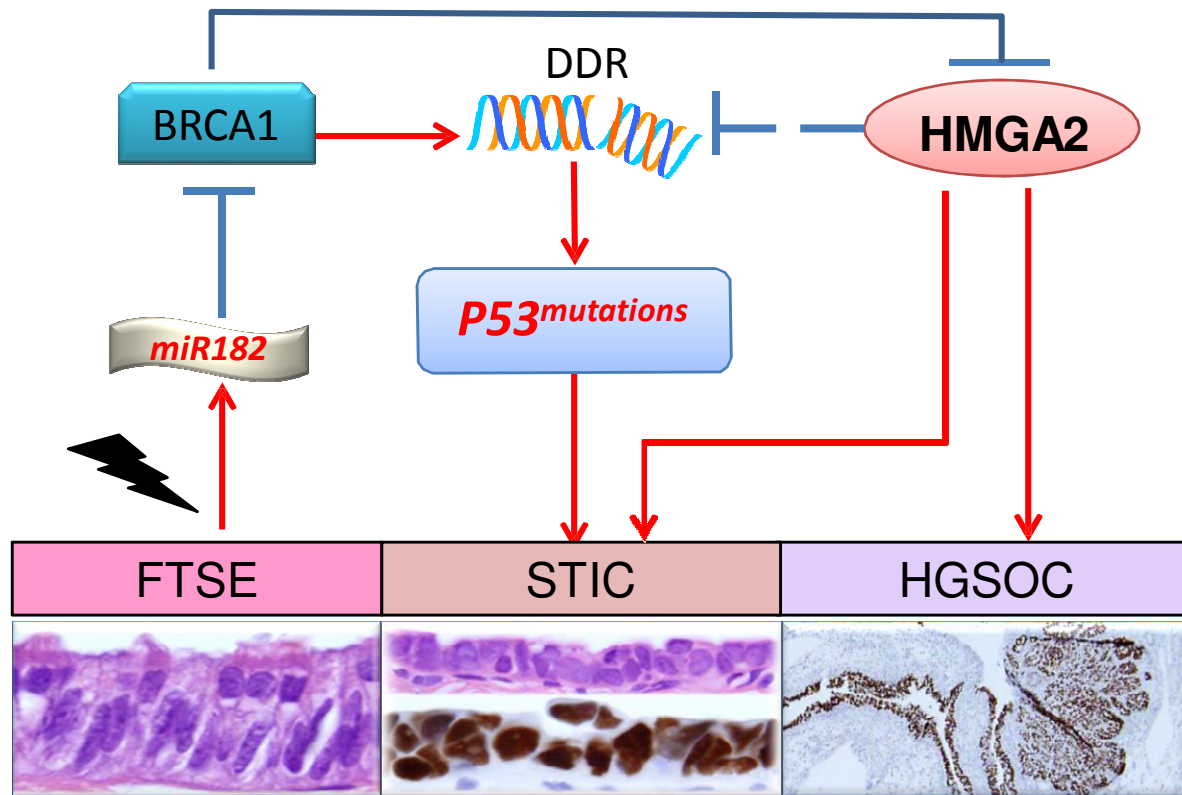 DDR
BRCA1
HMGA2
P53mutations
miR182
FTSE
STIC
HGSOC